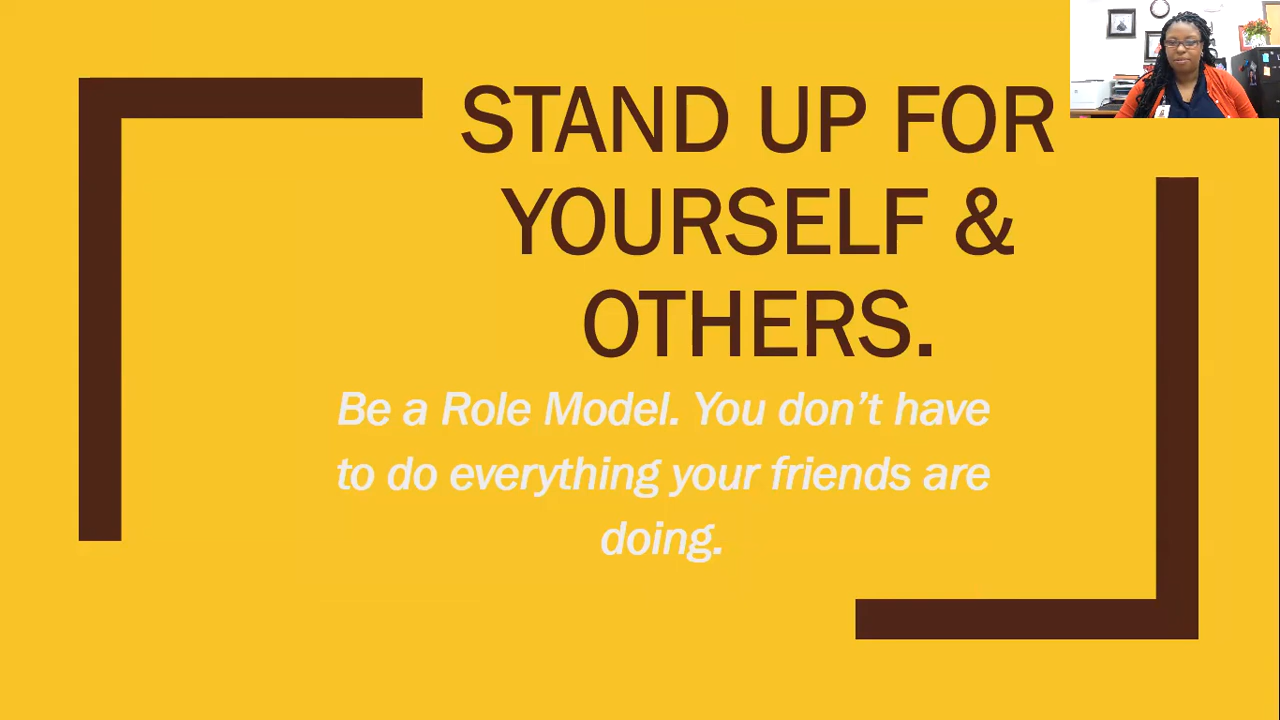 STAND UP FOR
YOURSELF &
OTHERS.
Be a Role Model. You don’t have
to do everything your friends are
doing.